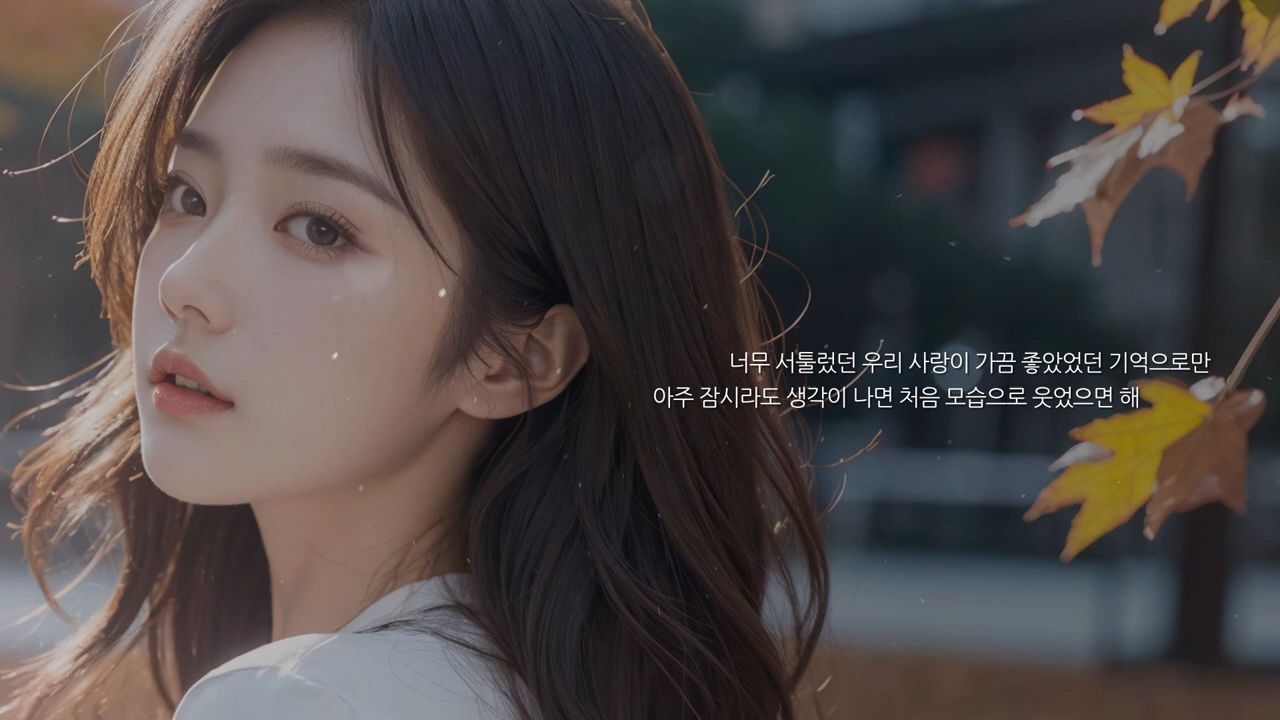 너무 서툴렀던 우리 사랑이 가끔 좋았었던 기억으로만
아주 잠시라도 생각이 나면 처음 모습으로 웃었으면 해